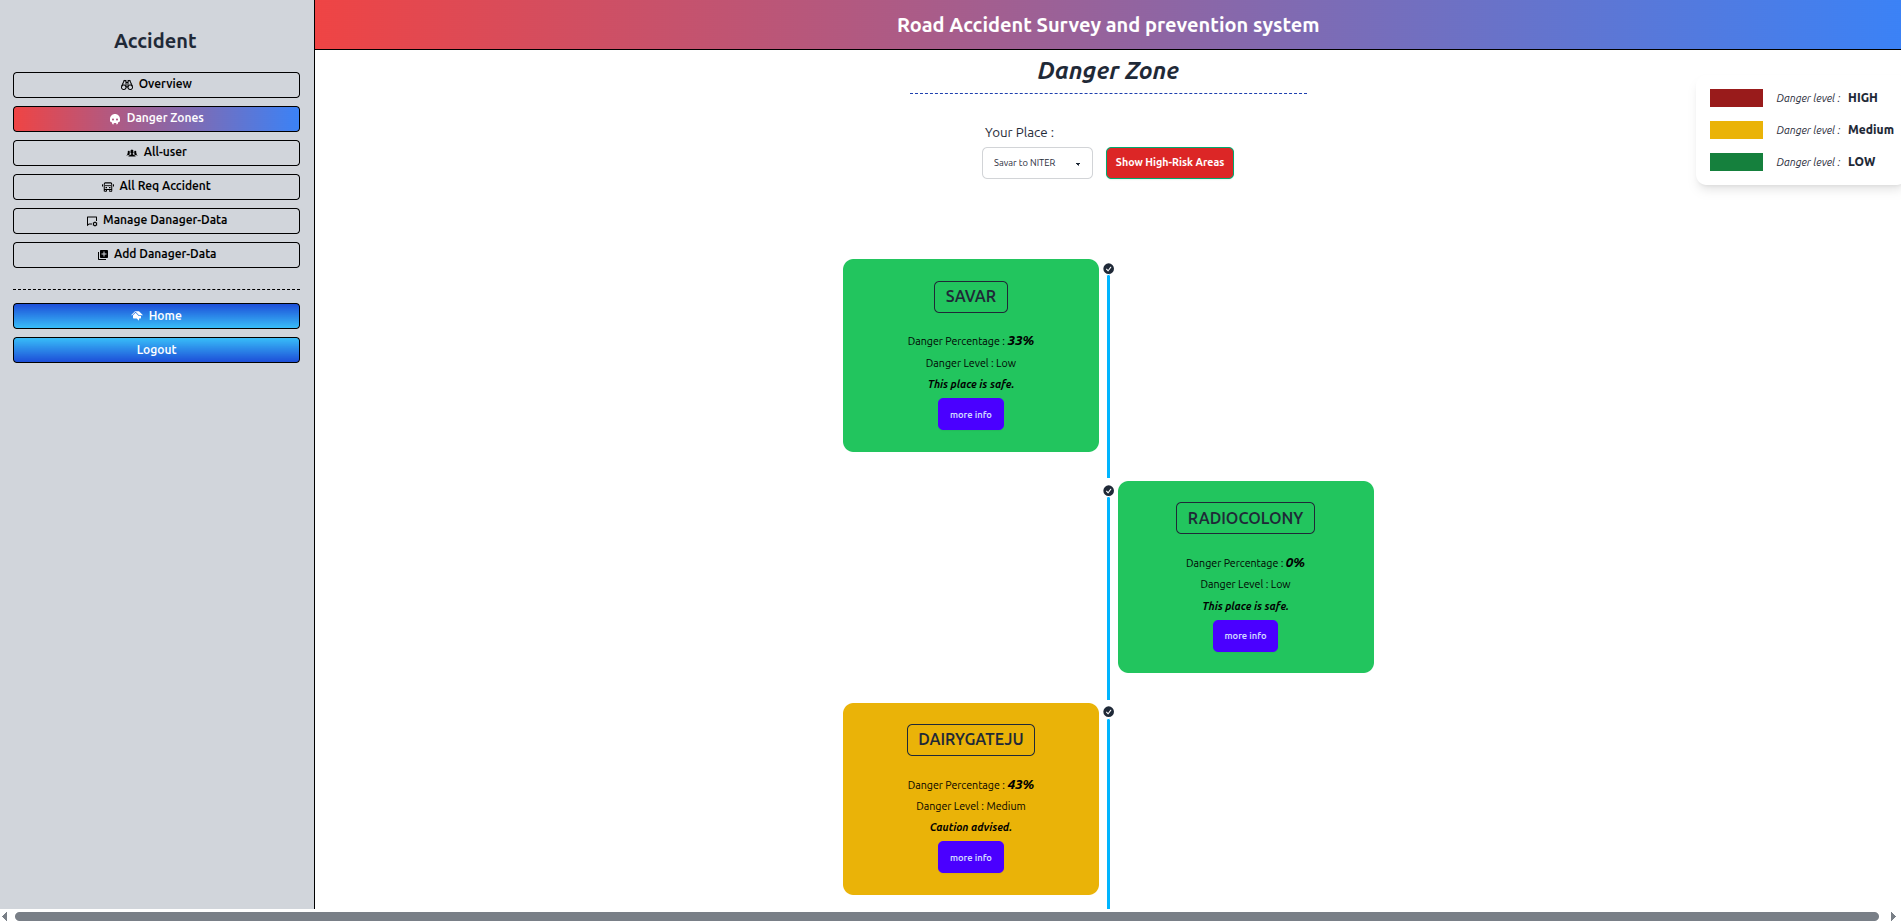 Accident
Overview
Danger Zones
All-user
All Req Accident
Manage Danager-Data
Add Danager-Data
Home
Logout
Road Accident Survey and prevention system
Danger Zone
Your Place :
Savar to NITER
Show High-Risk Areas
Danger level : HIGH
Danger level : Medium
Danger level : LOW
SAVAR
Danger Percentage : 33%
Danger Level : Low
This place is safe.
more info
RADIOCOLONY
Danger Percentage : 0%
Danger Level : Low
This place is safe.
more info
DAIRYGATEJU
Danger Percentage : 43%
Danger Level : Medium
Caution advised.
more info